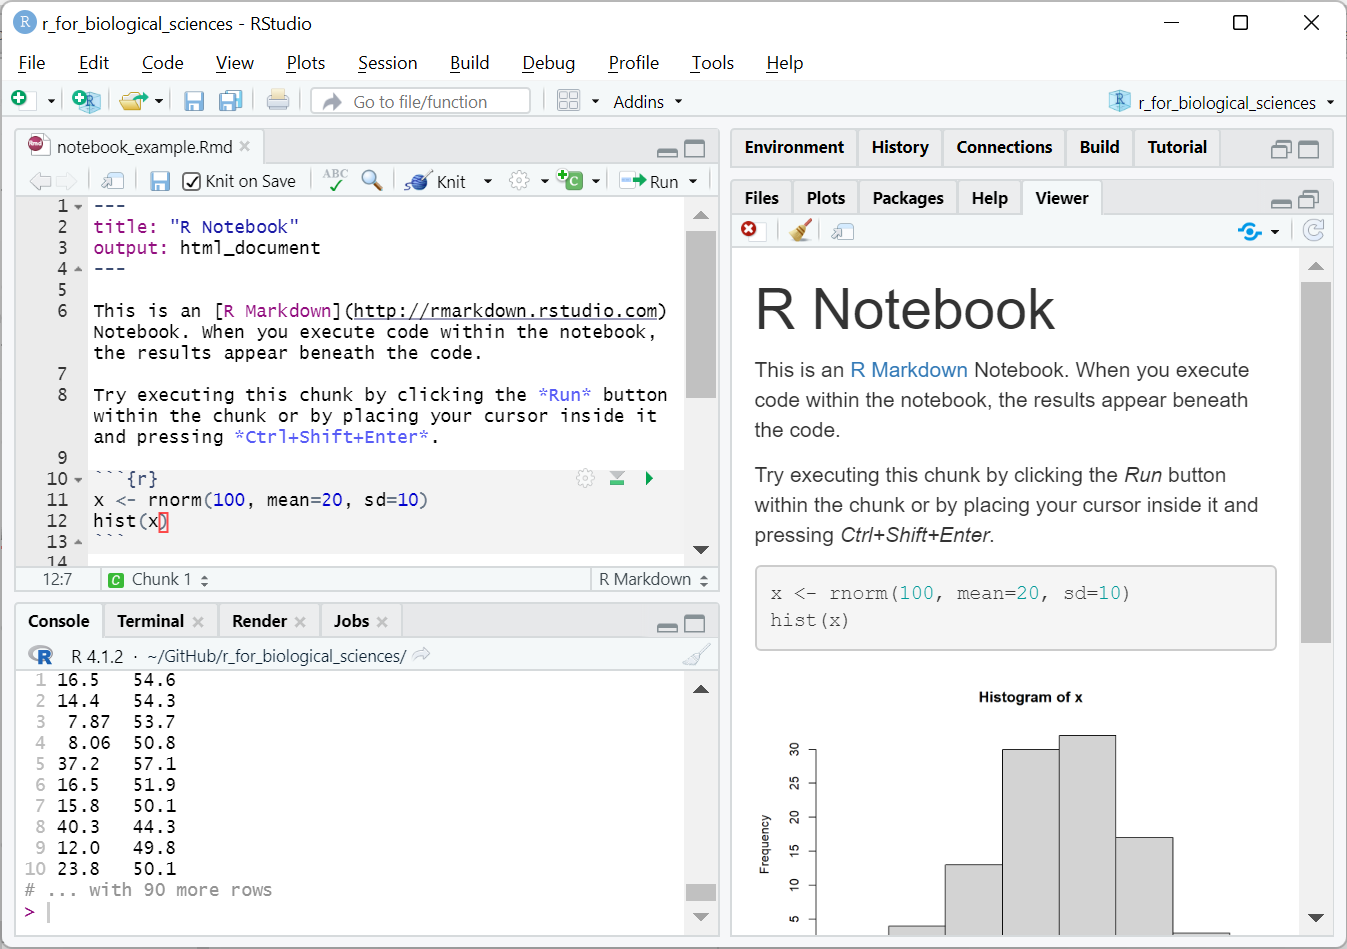 r_for_biological_sciences - RStudio
File Edit Code View Plots Session Build Debug Profile Tools Help
Go to file/function Addins r_for_biological_sciences
notebook_example.Rmd
ABC
Knit on Save Knit Run
1 ---
2 title: "R Notebook"
3 output: html_document
4 ---
5
6 This is an [R Markdown](http://rmarkdown.rstudio.com)
Notebook. When you execute code within the notebook,
the results appear beneath the code.
7
8 Try executing this chunk by clicking the *Run* button
within the chunk or by placing your cursor inside it
and pressing *Ctrl+Shift+Enter*.
9
10 ```{r}
11 x <- rnorm(100, mean=20, sd=10)
12 hist(x)
13 ```
14
12:7 C Chunk 1 R Markdown
Console Terminal Render Jobs
R R 4.1.2 · ~/GitHub/r_for_biological_sciences/
1 16.5 54.6
2 14.4 54.3
3 7.87 53.7
4 8.06 50.8
5 37.2 57.1
6 16.5 51.9
7 15.8 50.1
8 40.3 44.3
9 12.0 49.8
10 23.8 50.1
# ... with 90 more rows
>
Environment History Connections Build Tutorial
Files Plots Packages Help Viewer
R Notebook
This is an R Markdown Notebook. When you execute
code within the notebook, the results appear beneath
the code.
Try executing this chunk by clicking the Run button
within the chunk or by placing your cursor inside it and
pressing Ctrl+Shift+Enter.
x <- rnorm(100, mean=20, sd=10)
hist(x)
Histogram of x
Frequency
30
25
20
15
10
5